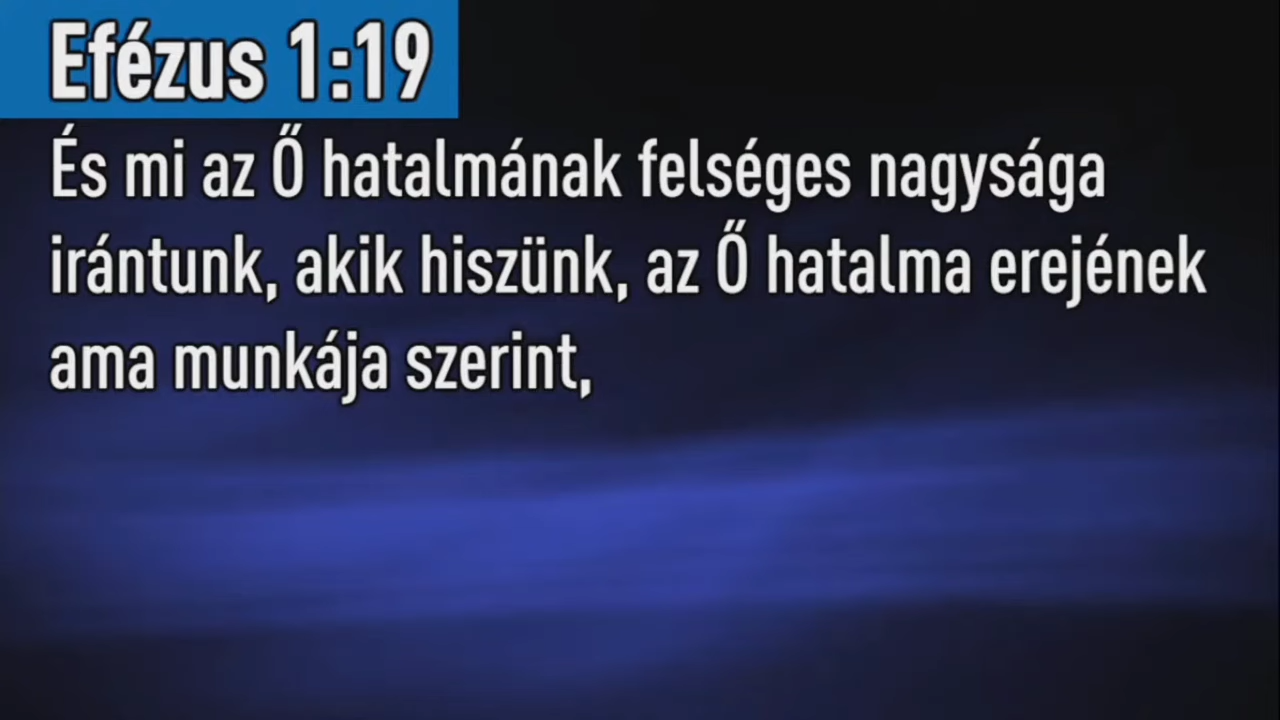 Efézus 1:19
És mi az Ő hatalmának felséges nagysága
irántunk, akik hiszünk, az Ő hatalma erejének
ama munkája szerint,